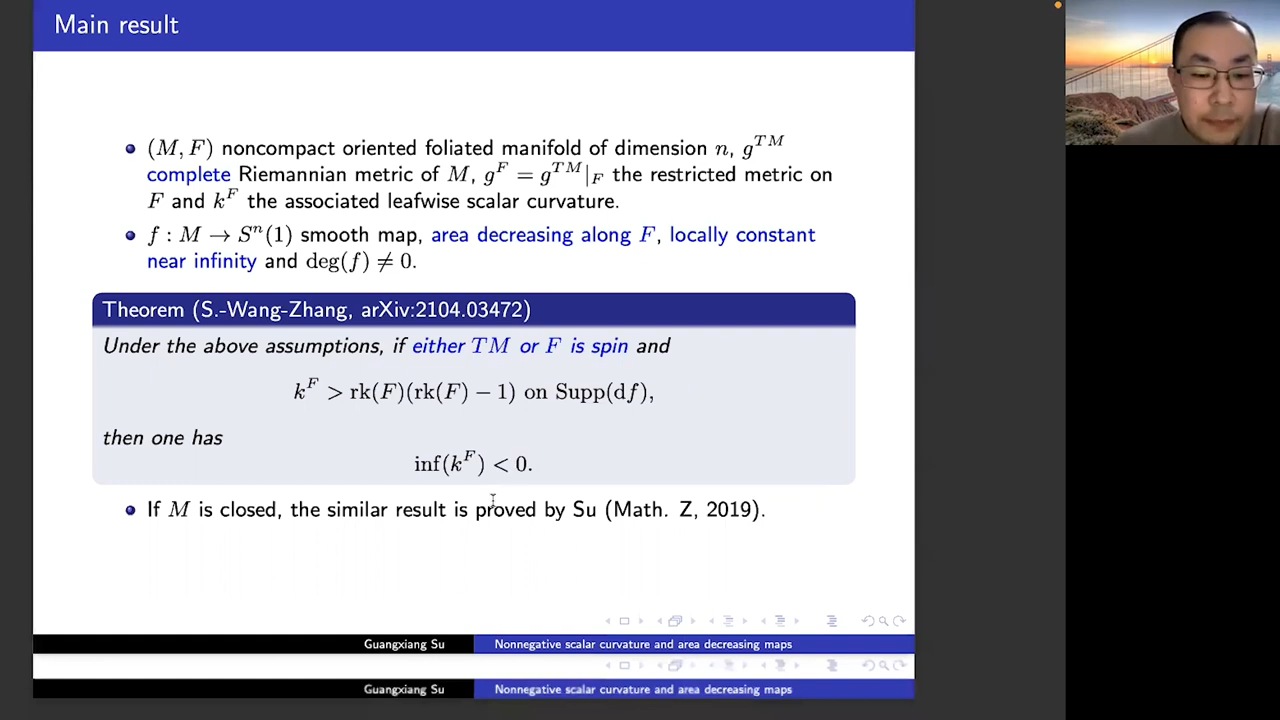 Main result
• (M, F) noncompact oriented foliated manifold of dimension n, g^{TM}
complete Riemannian metric of M, g^F = g^{TM}|_F the restricted metric on
F and k^F the associated leafwise scalar curvature.
• f : M → S^n(1) smooth map, area decreasing along F, locally constant
near infinity and deg(f) ≠ 0.
Theorem (S.-Wang-Zhang, arXiv:2104.03472)
Under the above assumptions, if either TM or F is spin and
k^F > rk(F)(rk(F) − 1) on Supp(df),
then one has
inf(k^F) < 0.
• If M is closed, the similar result is proved by Su (Math. Z, 2019).
Guangxiang Su Nonnegative scalar curvature and area decreasing maps
Guangxiang Su Nonnegative scalar curvature and area decreasing maps